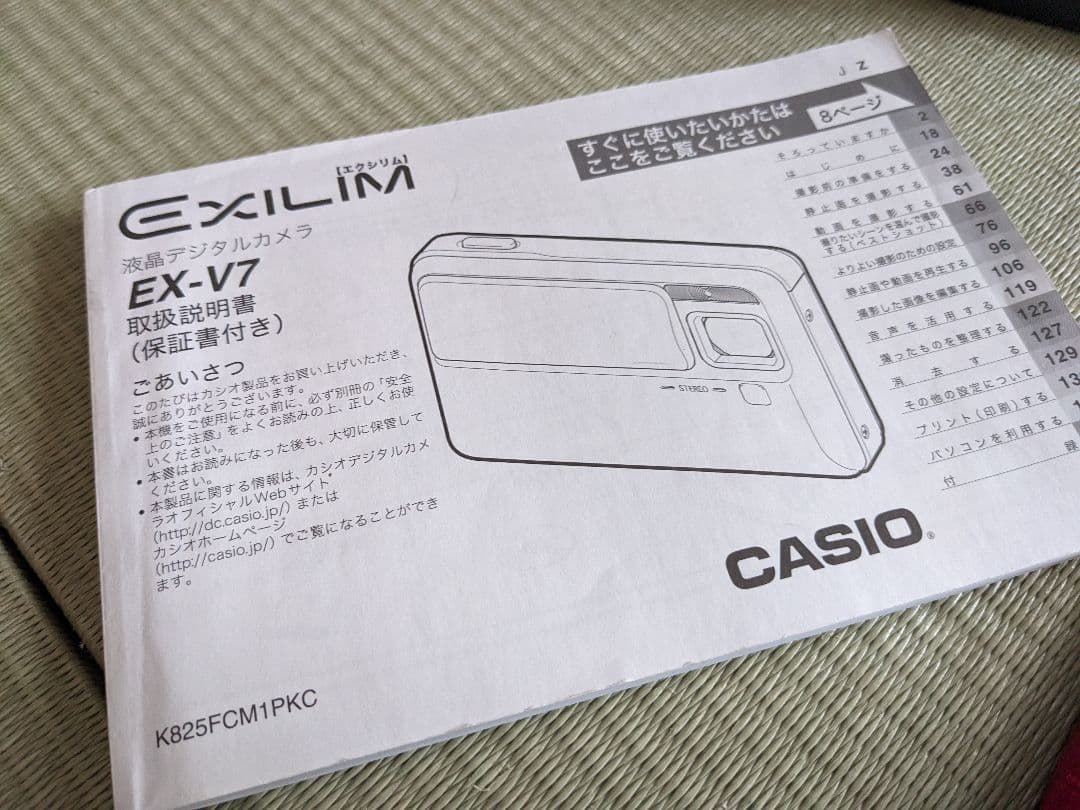 J Z
すぐに使いたいかたは
ここをご覧ください
8ページ
【エクシリム】
EXILIM
液晶デジタルカメラ
EX-V7
取扱説明書
(保証書付き)
ごあいさつ
このたびはカシオ製品をお買い上げいただき、
誠にありがとうございます。
• 本機をご使用になる前に、必ず別冊の「安全
上のご注意」をよくお読みの上、正しくお使
いください。
• 本書はお読みになった後も、大切に保管して
ください。
• 本製品に関する情報は、カシオデジタルカメ
ラオフィシャルWebサイト
(http://dc.casio.jp/) または
カシオホームページ
(http://casio.jp/) でご覧になることができ
ます。
STEREO
CASIO®
K825FCM1PKC
そろっていますか 2
はじめに 18
撮影前の準備をする 24
静止画を撮影する 38
動画を撮影する 61
撮りたいシーンを選んで撮影
する(ベストショット) 66
よりよい撮影のための設定 76
静止画や動画を再生する 96
撮影した画像を編集する 106
音声を活用する 119
撮ったものを整理する 122
消去する 127
その他の設定について 129
プリント(印刷)する
パソコンを利用する
付録